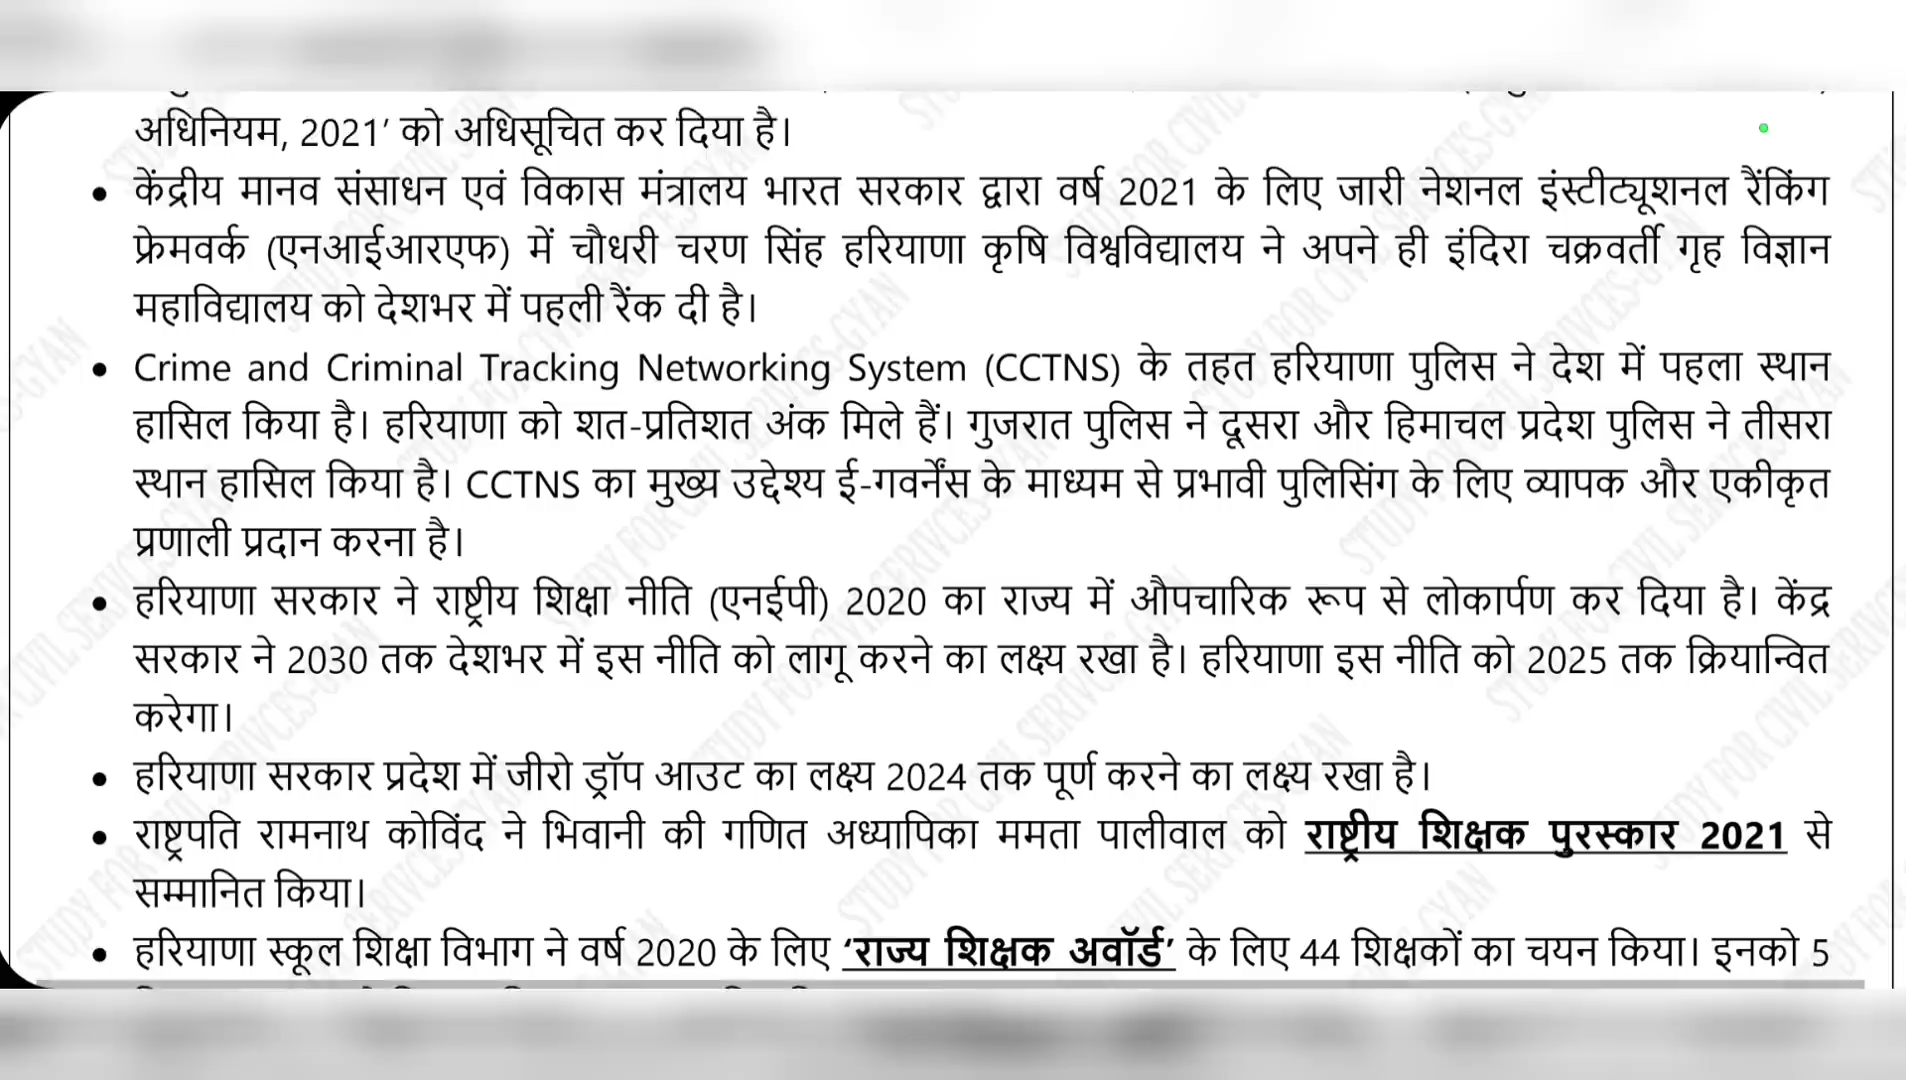 अधिनियम, 2021’ को अधिसूचित कर दिया है।
• केंद्रीय मानव संसाधन एवं विकास मंत्रालय भारत सरकार द्वारा वर्ष 2021 के लिए जारी नेशनल इंस्टीट्यूशनल रैंकिंग
फ्रेमवर्क (एनआईआरएफ) में चौधरी चरण सिंह हरियाणा कृषि विश्वविद्यालय ने अपने ही इंदिरा चक्रवर्ती गृह विज्ञान
महाविद्यालय को देशभर में पहली रैंक दी है।
• Crime and Criminal Tracking Networking System (CCTNS) के तहत हरियाणा पुलिस ने देश में पहला स्थान
हासिल किया है। हरियाणा को शत-प्रतिशत अंक मिले हैं। गुजरात पुलिस ने दूसरा और हिमाचल प्रदेश पुलिस ने तीसरा
स्थान हासिल किया है। CCTNS का मुख्य उद्देश्य ई-गवर्नेंस के माध्यम से प्रभावी पुलिसिंग के लिए व्यापक और एकीकृत
प्रणाली प्रदान करना है।
• हरियाणा सरकार ने राष्ट्रीय शिक्षा नीति (एनईपी) 2020 का राज्य में औपचारिक रूप से लोकार्पण कर दिया है। केंद्र
सरकार ने 2030 तक देशभर में इस नीति को लागू करने का लक्ष्य रखा है। हरियाणा इस नीति को 2025 तक क्रियान्वित
करेगा।
• हरियाणा सरकार प्रदेश में जीरो ड्रॉप आउट का लक्ष्य 2024 तक पूर्ण करने का लक्ष्य रखा है।
• राष्ट्रपति रामनाथ कोविंद ने भिवानी की गणित अध्यापिका ममता पालीवाल को राष्ट्रीय शिक्षक पुरस्कार 2021 से
सम्मानित किया।
• हरियाणा स्कूल शिक्षा विभाग ने वर्ष 2020 के लिए ‘राज्य शिक्षक अवॉर्ड’ के लिए 44 शिक्षकों का चयन किया। इनको 5
STUDY FOR CIVIL SERIVCES-GYAN